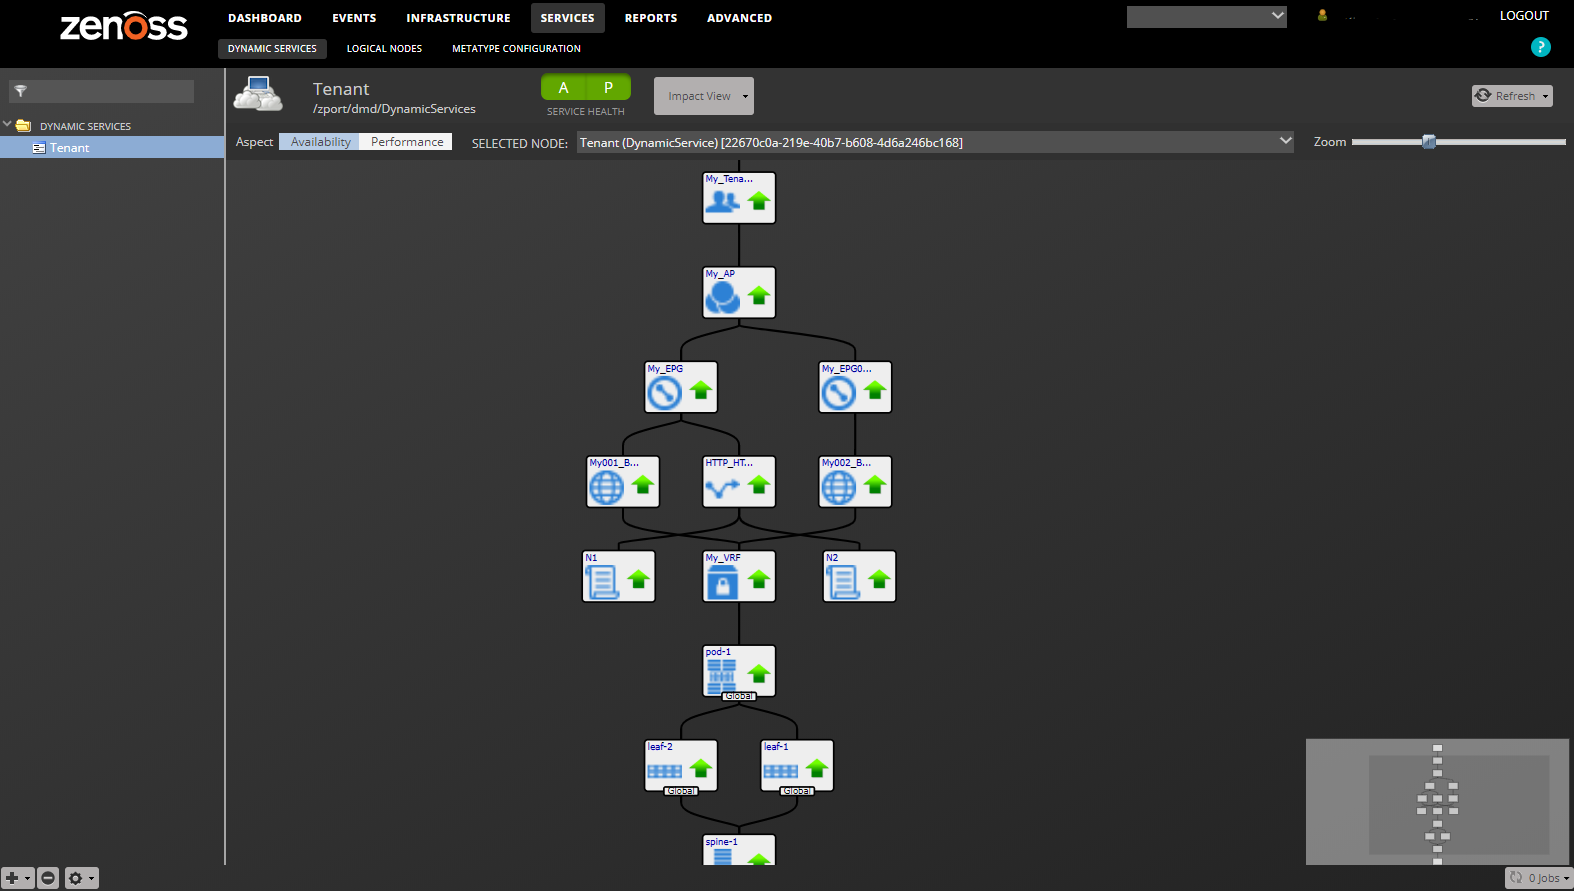 zenoss
DASHBOARD EVENTS INFRASTRUCTURE SERVICES REPORTS ADVANCED
LOGOUT
DYNAMIC SERVICES LOGICAL NODES METATYPE CONFIGURATION
?
Tenant
/zport/dmd/DynamicServices
A P
SERVICE HEALTH
Impact View
Refresh
DYNAMIC SERVICES
Tenant
Aspect Availability Performance SELECTED NODE: Tenant (DynamicService) [22670c0a-219e-40b7-b608-4d6a246bc168] Zoom
My_Tena...
My_AP
My_EPG My_EPG0...
My001_B... HTTP_HT... My002_B...
N1 My_VRF N2
pod-1
Global
leaf-2 leaf-1
Global Global
spine-1
0 Jobs